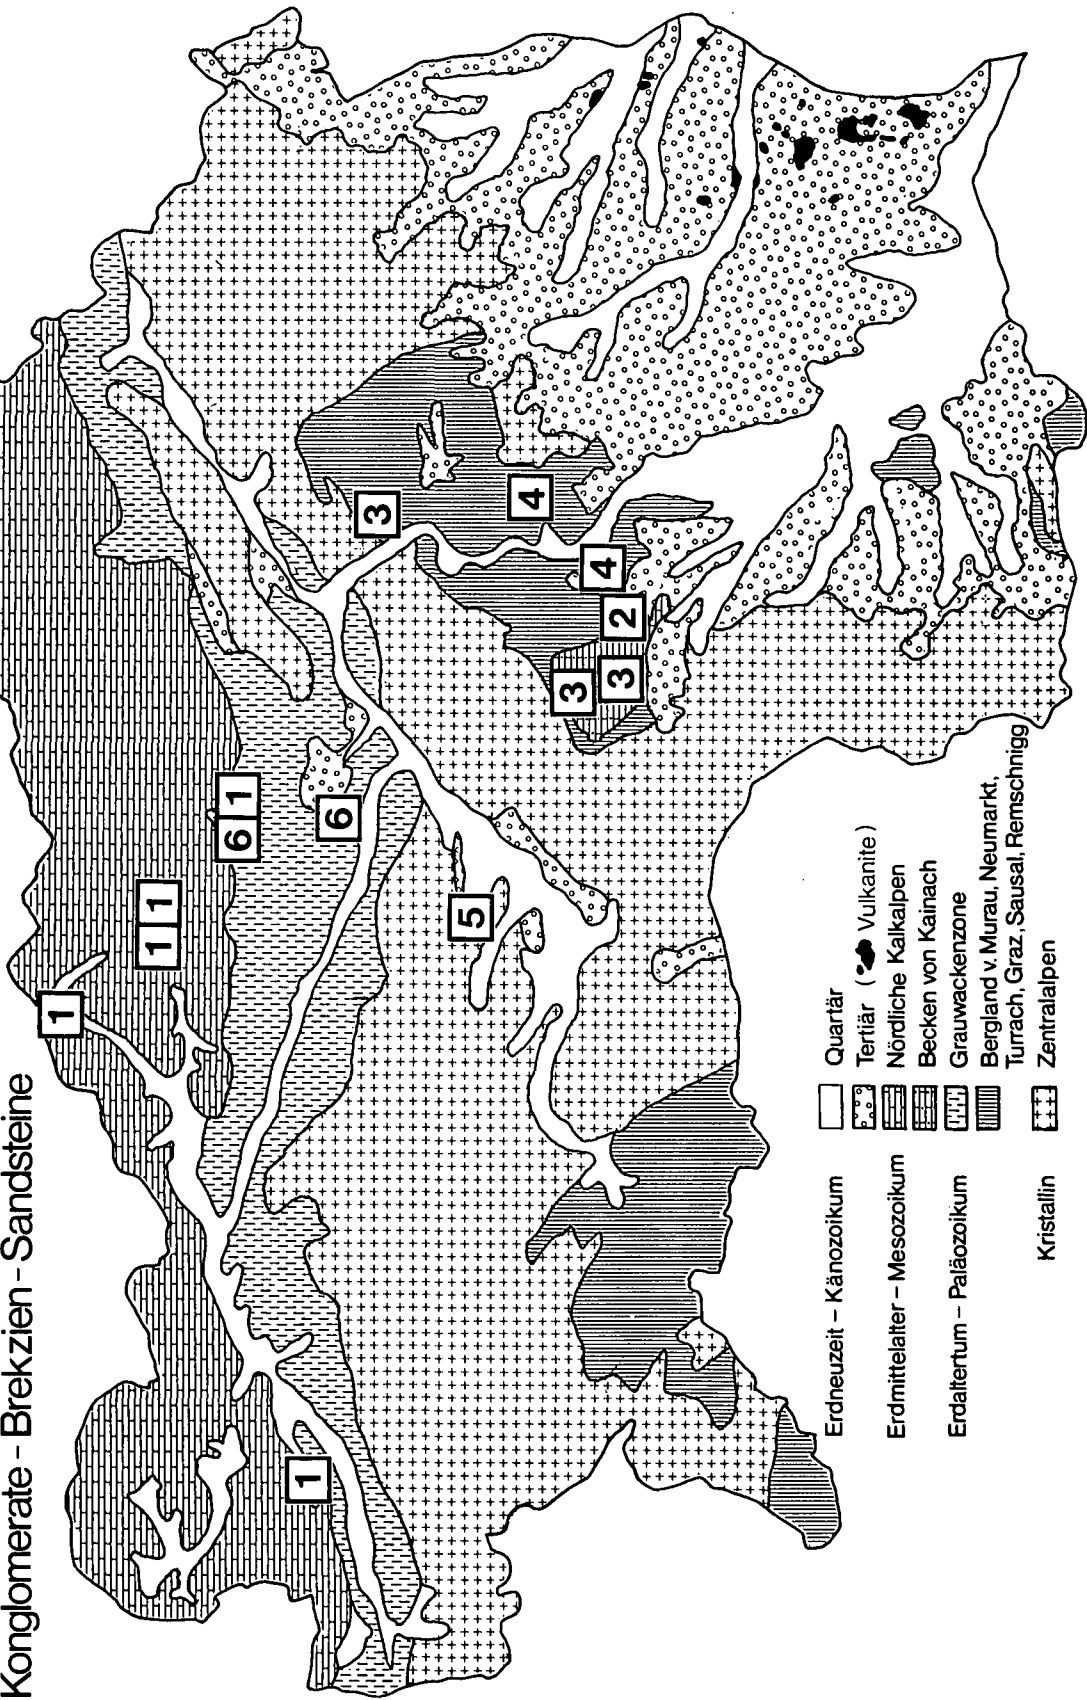 Konglomerate - Brekzien - Sandsteine
1
1
1 1
6 1
6
5
3
4
4
2
3
3
Erdneuzeit – Känozoikum
Quartär
Tertiär ( Vulkanite )
Erdmittelalter – Mesozoikum
Nördliche Kalkalpen
Becken von Kainach
Erdaltertum – Paläozoikum
Grauwackenzone
Bergland v. Murau, Neumarkt,
Turrach, Graz, Sausal, Remschnigg
Kristallin
Zentralalpen